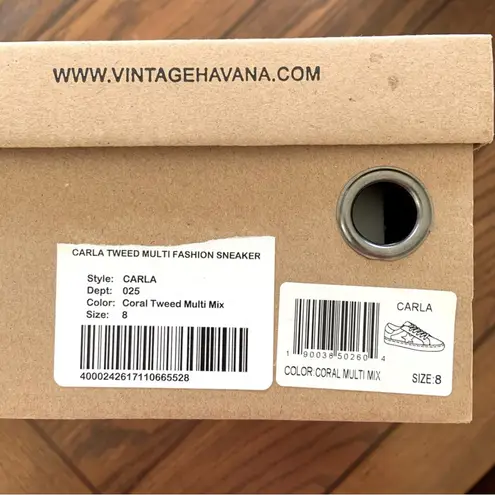 WWW.VINTAGEHAVANA.COM
CARLA TWEED MULTI FASHION SNEAKER
Style: CARLA
Dept: 025
Color: Coral Tweed Multi Mix
Size: 8
4000242617110665528
CARLA
1 90038 50260 4
COLOR:CORAL MULTI MIX
SIZE:8